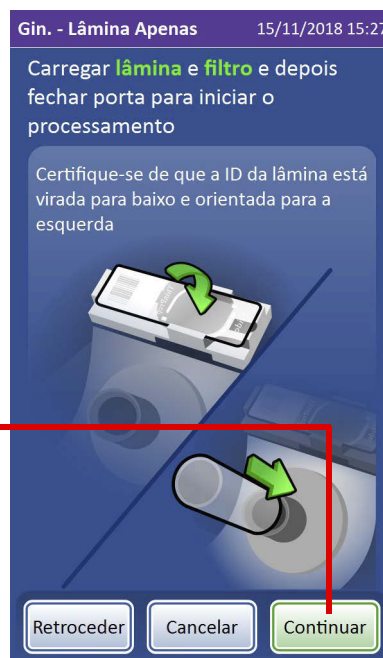 Gin. - Lâmina Apenas 15/11/2018 15:27
Carregar lâmina e filtro e depois
fechar porta para iniciar o
processamento
Certifique-se de que a ID da lâmina está
virada para baixo e orientada para a
esquerda
Retroceder Cancelar Continuar